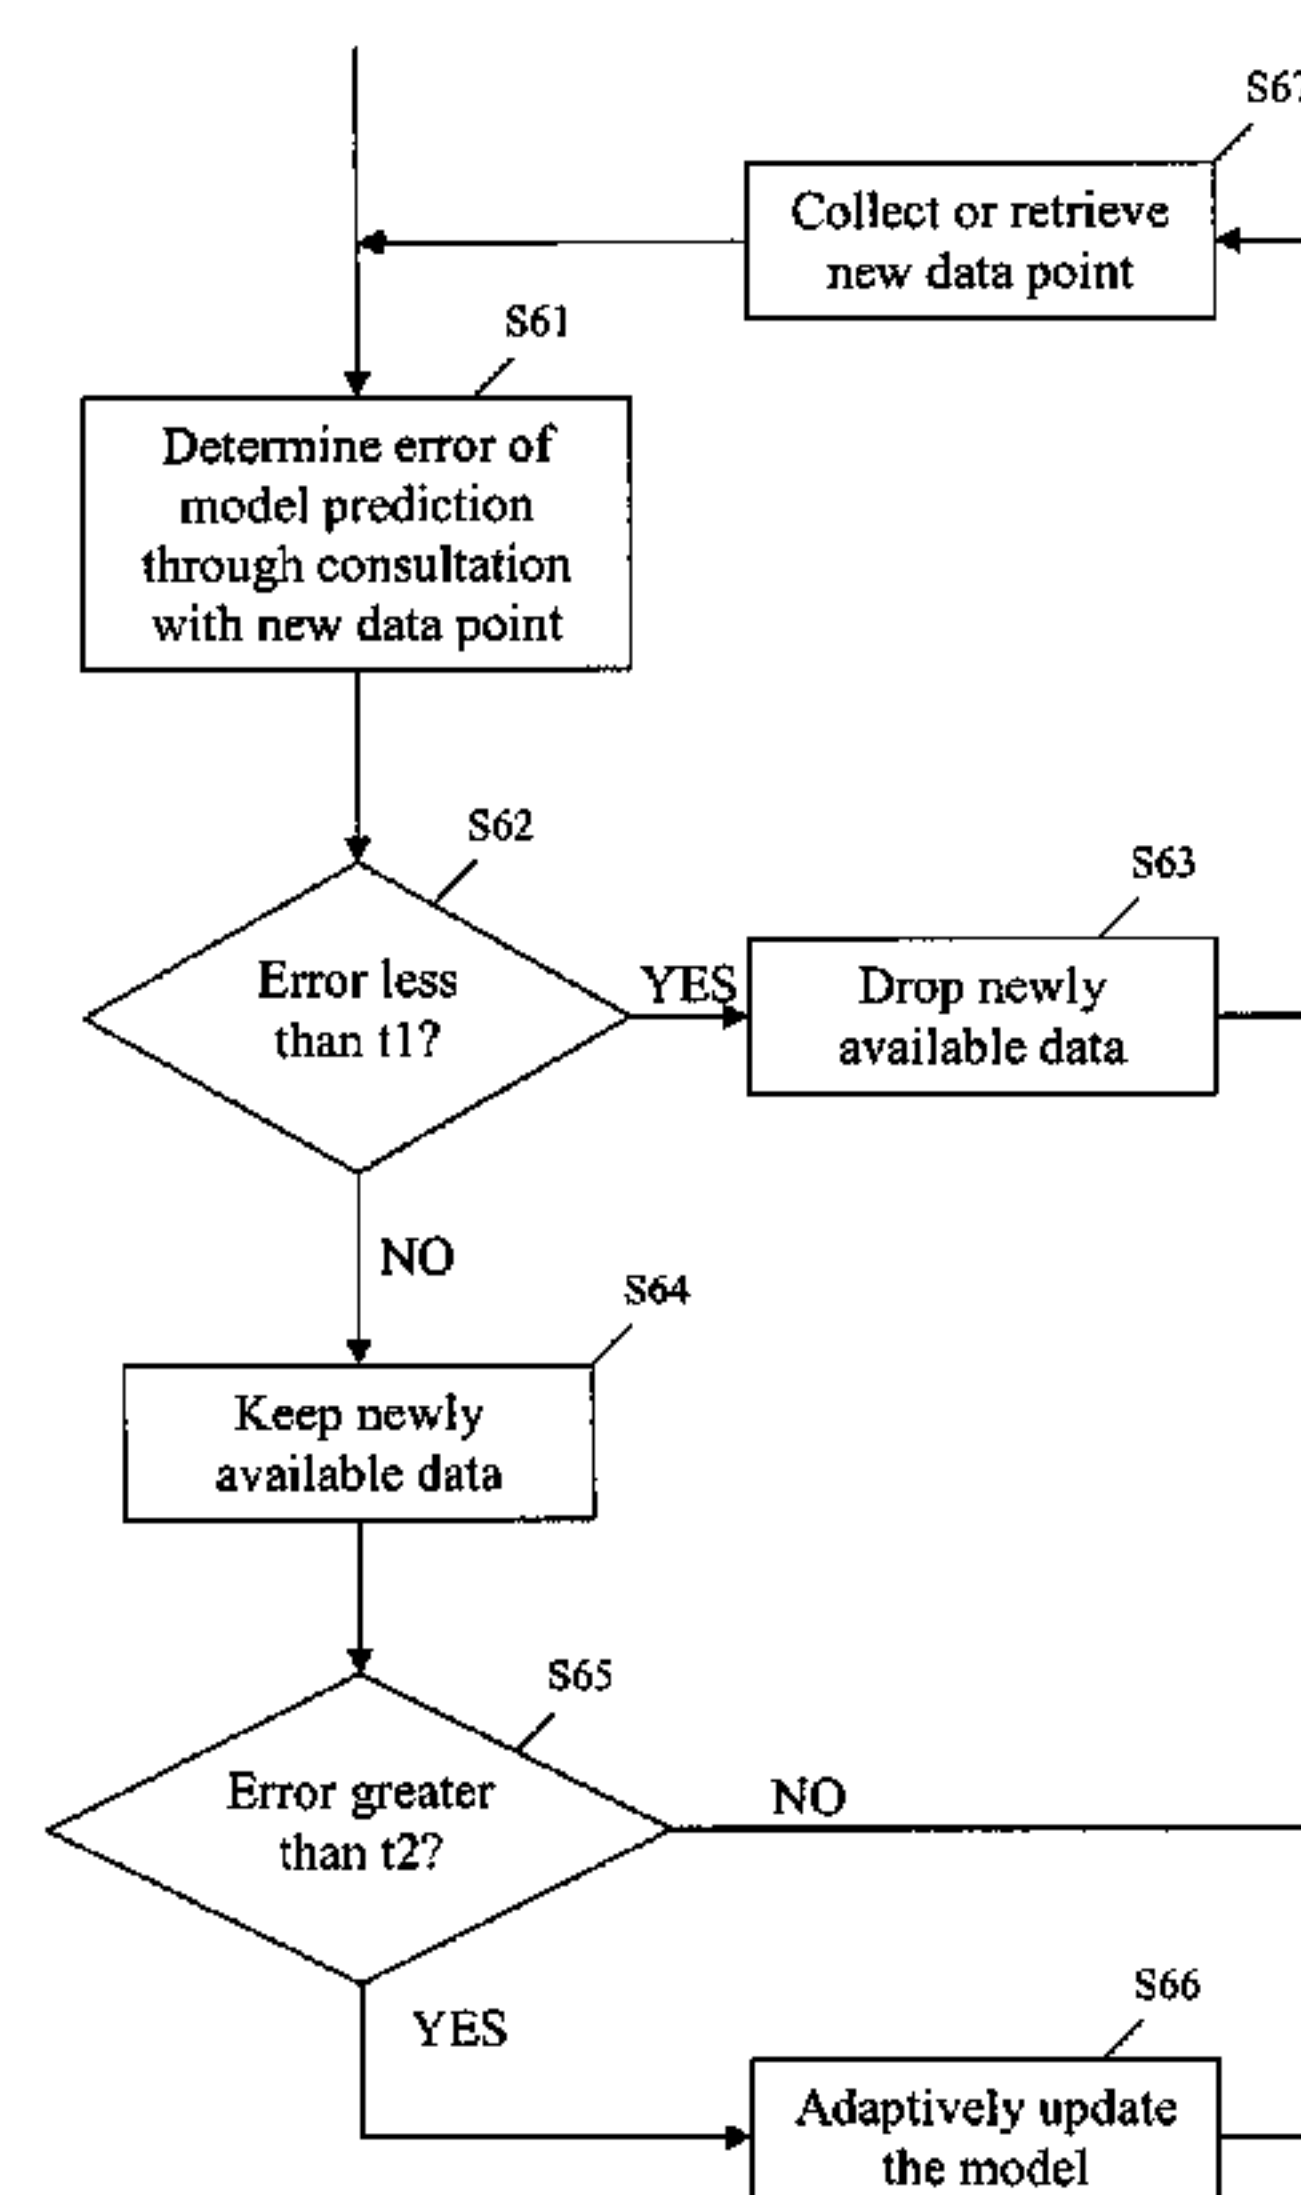 S67
Collect or retrieve
new data point
S61
Determine error of
model prediction
through consultation
with new data point
S62
Error less
than t1?
YES
S63
Drop newly
available data
NO
S64
Keep newly
available data
S65
Error greater
than t2?
NO
YES
S66
Adaptively update
the model